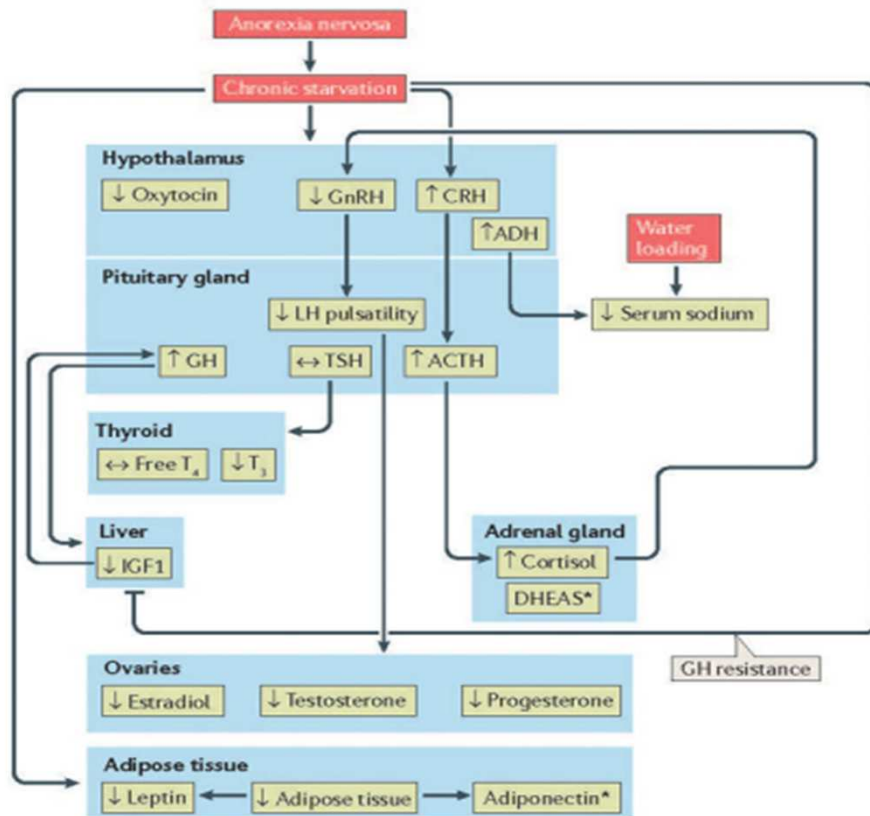 Anorexia nervosa
Chronic starvation
Hypothalamus
↓ Oxytocin
↓ GnRH
↑ CRH
↑ ADH
Water
loading
Pituitary gland
↓ LH pulsatility
↓ Serum sodium
↑ GH
↔ TSH
↑ ACTH
Thyroid
↔ Free T₄
↓ T₃
Liver
↓ IGF1
Adrenal gland
↑ Cortisol
DHEAS*
GH resistance
Ovaries
↓ Estradiol
↓ Testosterone
↓ Progesterone
Adipose tissue
↓ Leptin
↓ Adipose tissue
Adiponectin*